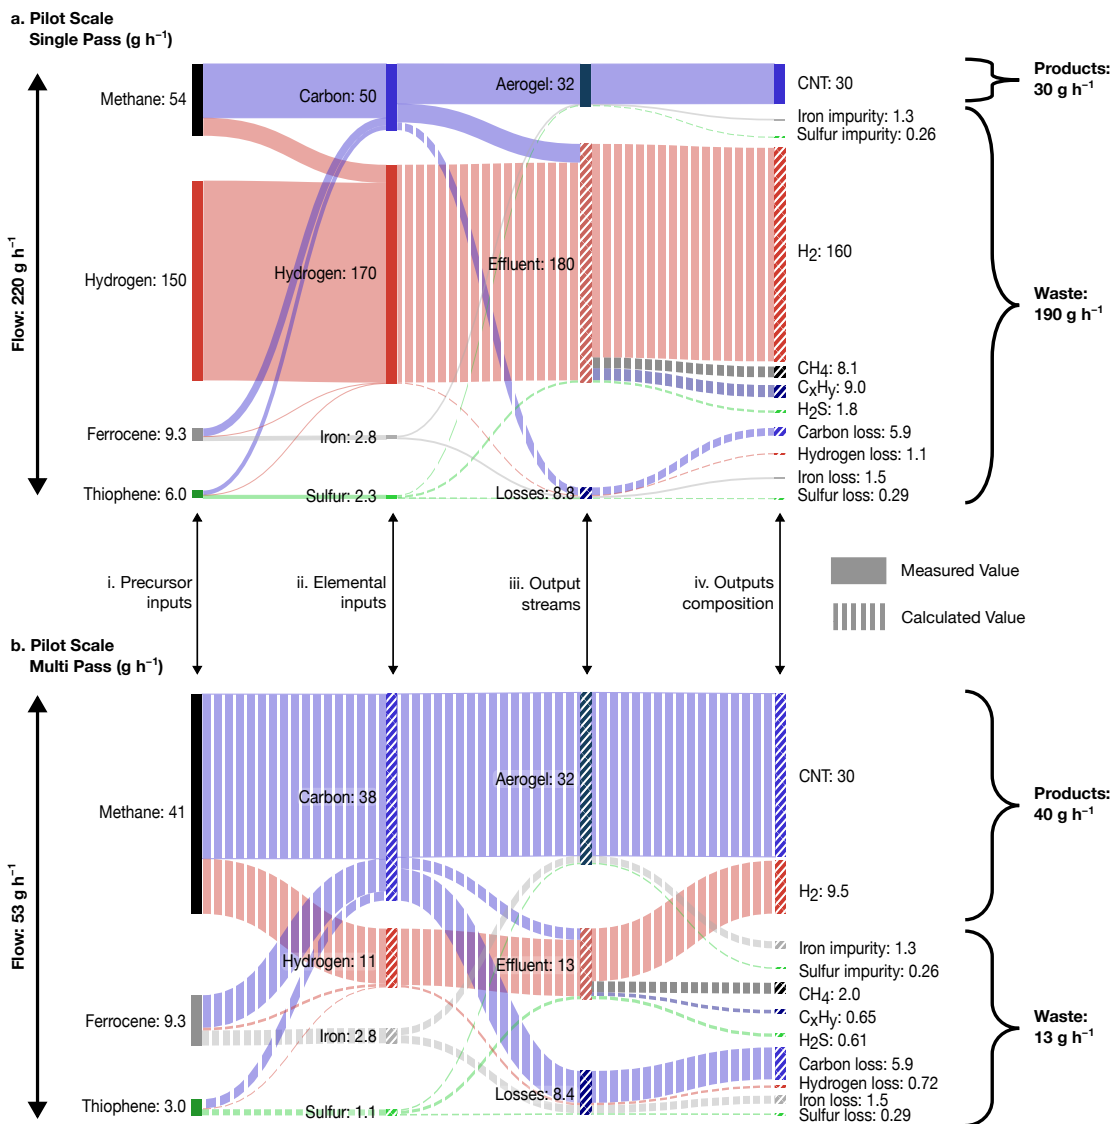 a. Pilot Scale
Single Pass (g h⁻¹)
Flow: 220 g h⁻¹
Methane: 54
Hydrogen: 150
Ferrocene: 9.3
Thiophene: 6.0
Carbon: 50
Hydrogen: 170
Iron: 2.8
Sulfur: 2.3
Aerogel: 32
Effluent: 180
Losses: 8.8
CNT: 30
Iron impurity: 1.3
Sulfur impurity: 0.26
H₂: 160
CH₄: 8.1
CₓHᵧ: 9.0
H₂S: 1.8
Carbon loss: 5.9
Hydrogen loss: 1.1
Iron loss: 1.5
Sulfur loss: 0.29
Products:
30 g h⁻¹
Waste:
190 g h⁻¹
i. Precursor
inputs
ii. Elemental
inputs
iii. Output
streams
iv. Outputs
composition
Measured Value
Calculated Value
b. Pilot Scale
Multi Pass (g h⁻¹)
Flow: 53 g h⁻¹
Methane: 41
Ferrocene: 9.3
Thiophene: 3.0
Carbon: 38
Hydrogen: 11
Iron: 2.8
Sulfur: 1.1
Aerogel: 32
Effluent: 13
Losses: 8.4
CNT: 30
H₂: 9.5
Iron impurity: 1.3
Sulfur impurity: 0.26
CH₄: 2.0
CₓHᵧ: 0.65
H₂S: 0.61
Carbon loss: 5.9
Hydrogen loss: 0.72
Iron loss: 1.5
Sulfur loss: 0.29
Products:
40 g h⁻¹
Waste:
13 g h⁻¹